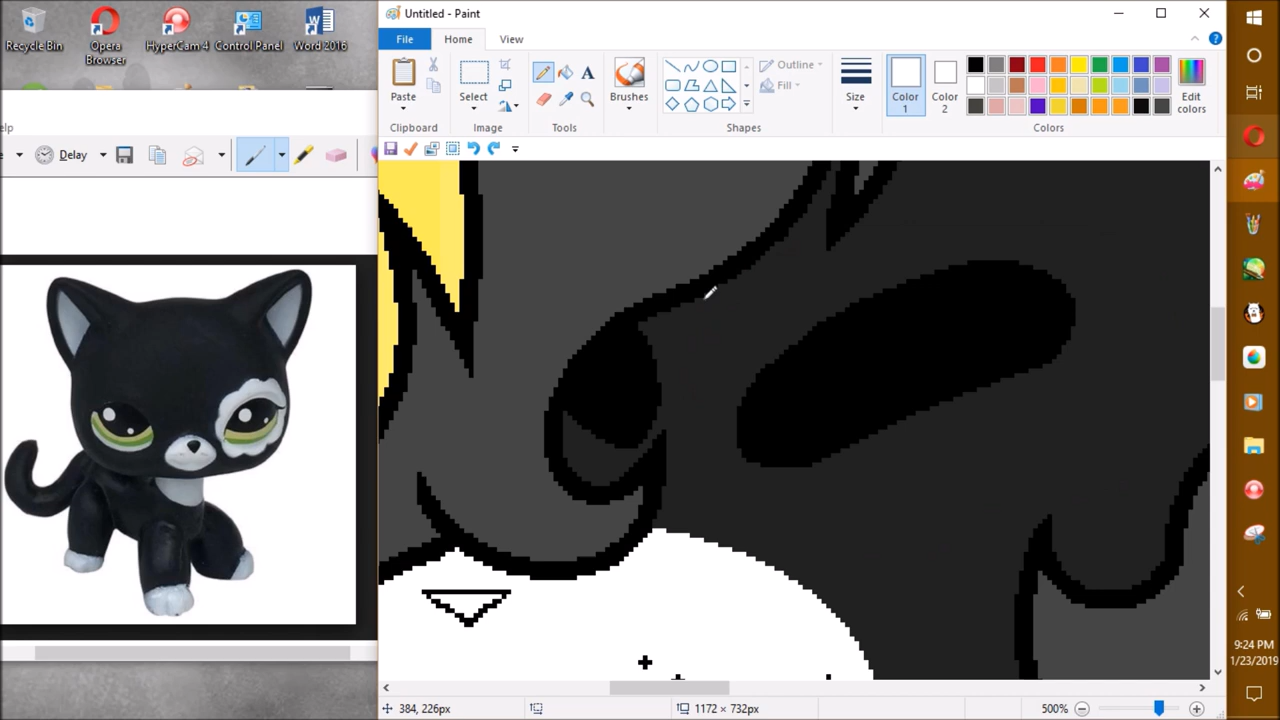 Recycle Bin
Opera Browser
HyperCam 4
Control Panel
Word 2016
elp
Delay
Untitled - Paint
File
Home
View
Paste
Select
Brushes
Outline
Fill
Size
Color 1
Color 2
Edit colors
Clipboard
Image
Tools
Shapes
Colors
384, 226px
1172 × 732px
500%
9:24 PM
1/23/2019